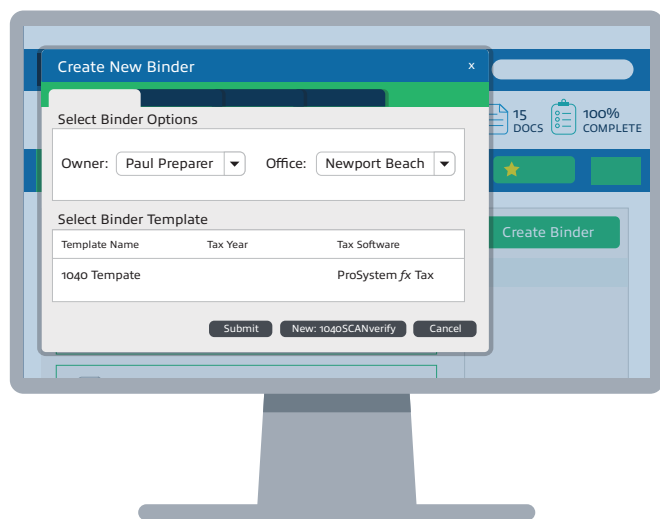 Create New Binder x
Select Binder Options
15 DOCS
100% COMPLETE
Owner: Paul Preparer Office: Newport Beach
Select Binder Template
Create Binder
Template Name Tax Year Tax Software
1040 Tempate ProSystem fx Tax
Submit New: 1040SCANverify Cancel